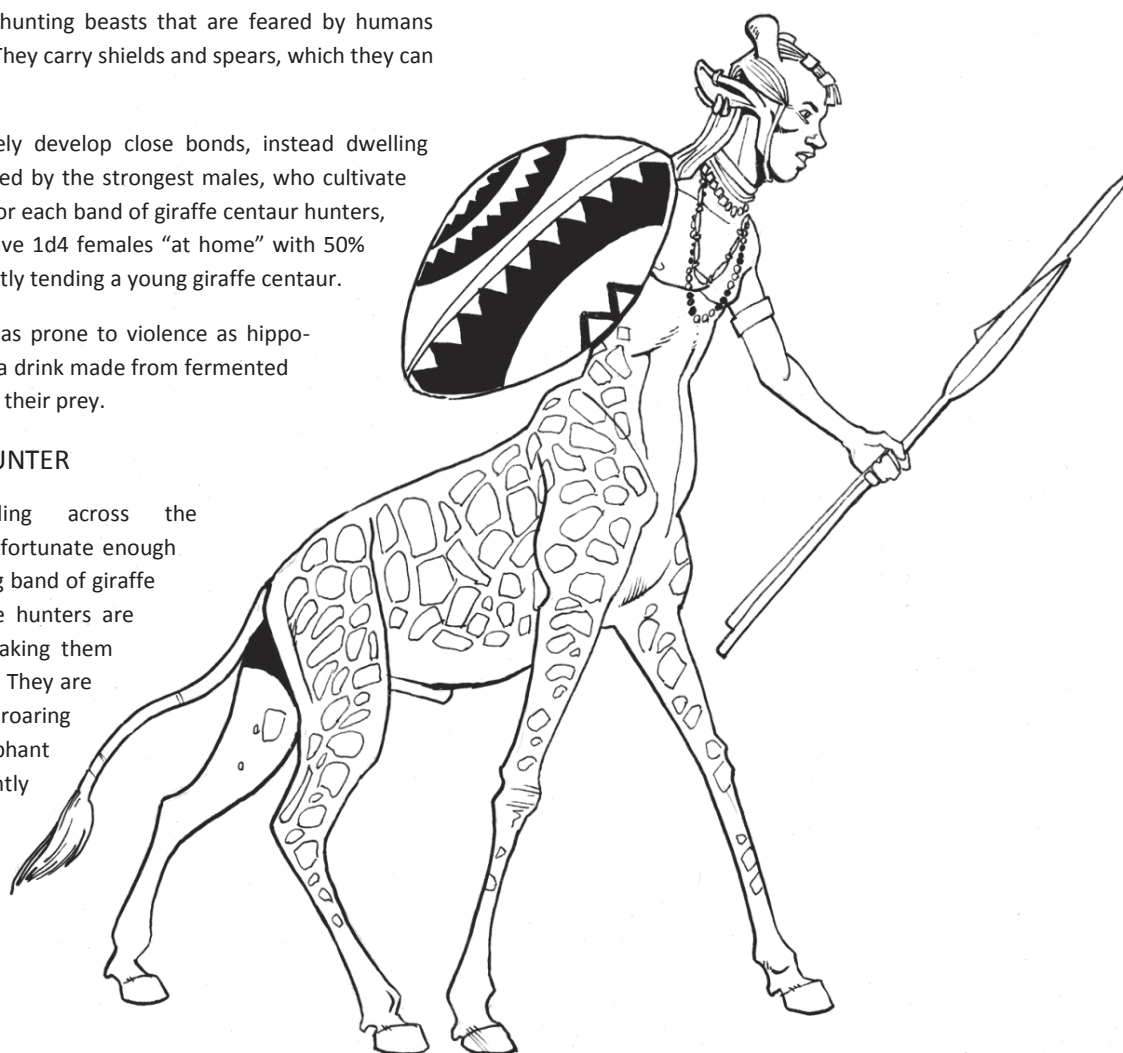 hunting beasts that are feared by humans
They carry shields and spears, which they can
ely develop close bonds, instead dwelling
ed by the strongest males, who cultivate
or each band of giraffe centaur hunters,
ve 1d4 females “at home” with 50%
tly tending a young giraffe centaur.
as prone to violence as hippo-
a drink made from fermented
their prey.
UNTER
ling across the
fortunate enough
g band of giraffe
e hunters are
aking them
They are
roaring
phant
ntly